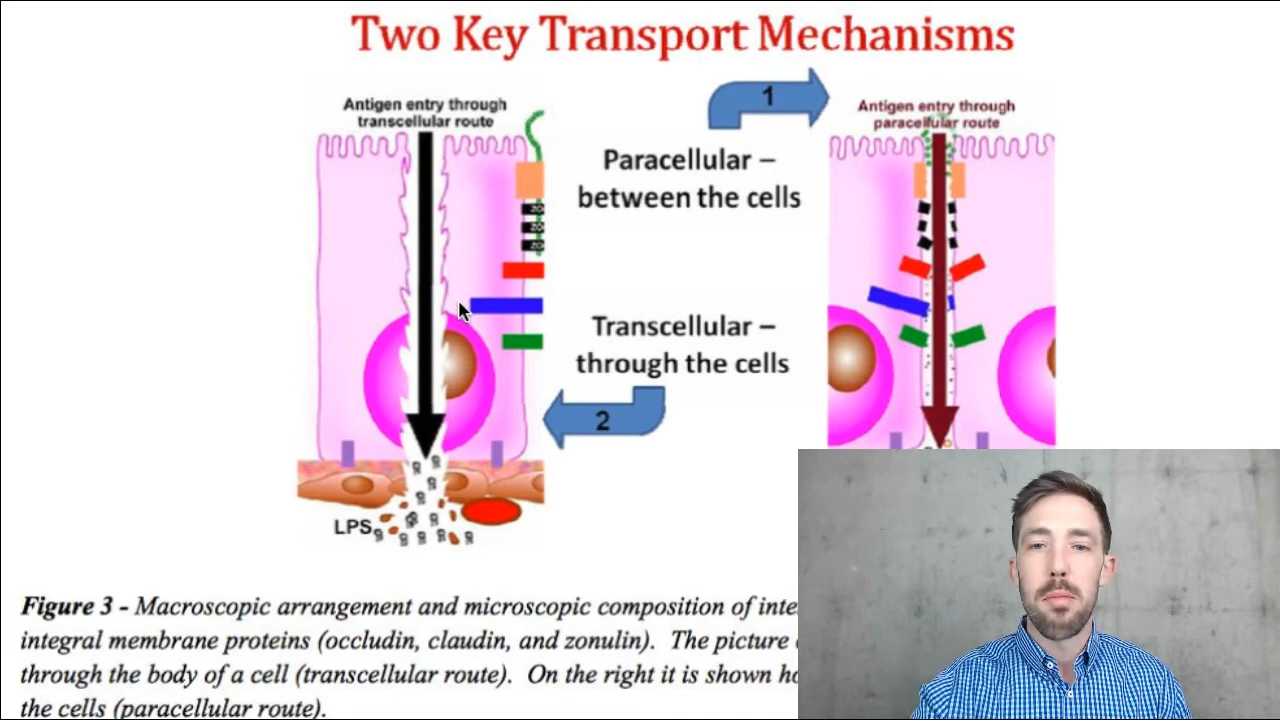 Two Key Transport Mechanisms
Antigen entry through
transcellular route
1
Antigen entry through
paracellular route
Paracellular –
between the cells
ZO
ZO
ZO
Transcellular –
through the cells
2
LPS
Figure 3 - Macroscopic arrangement and microscopic composition of
integral membrane proteins (occludin, claudin, and zonulin). The picture
through the body of a cell (transcellular route). On the right it is shown
the cells (paracellular route).